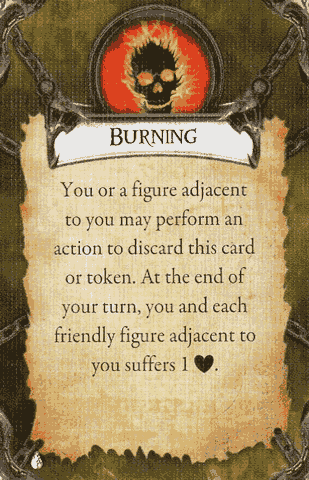 BURNING
You or a figure adjacent
to you may perform an
action to discard this card
or token. At the end of
your turn, you and each
friendly figure adjacent to
you suffers 1 ♥.